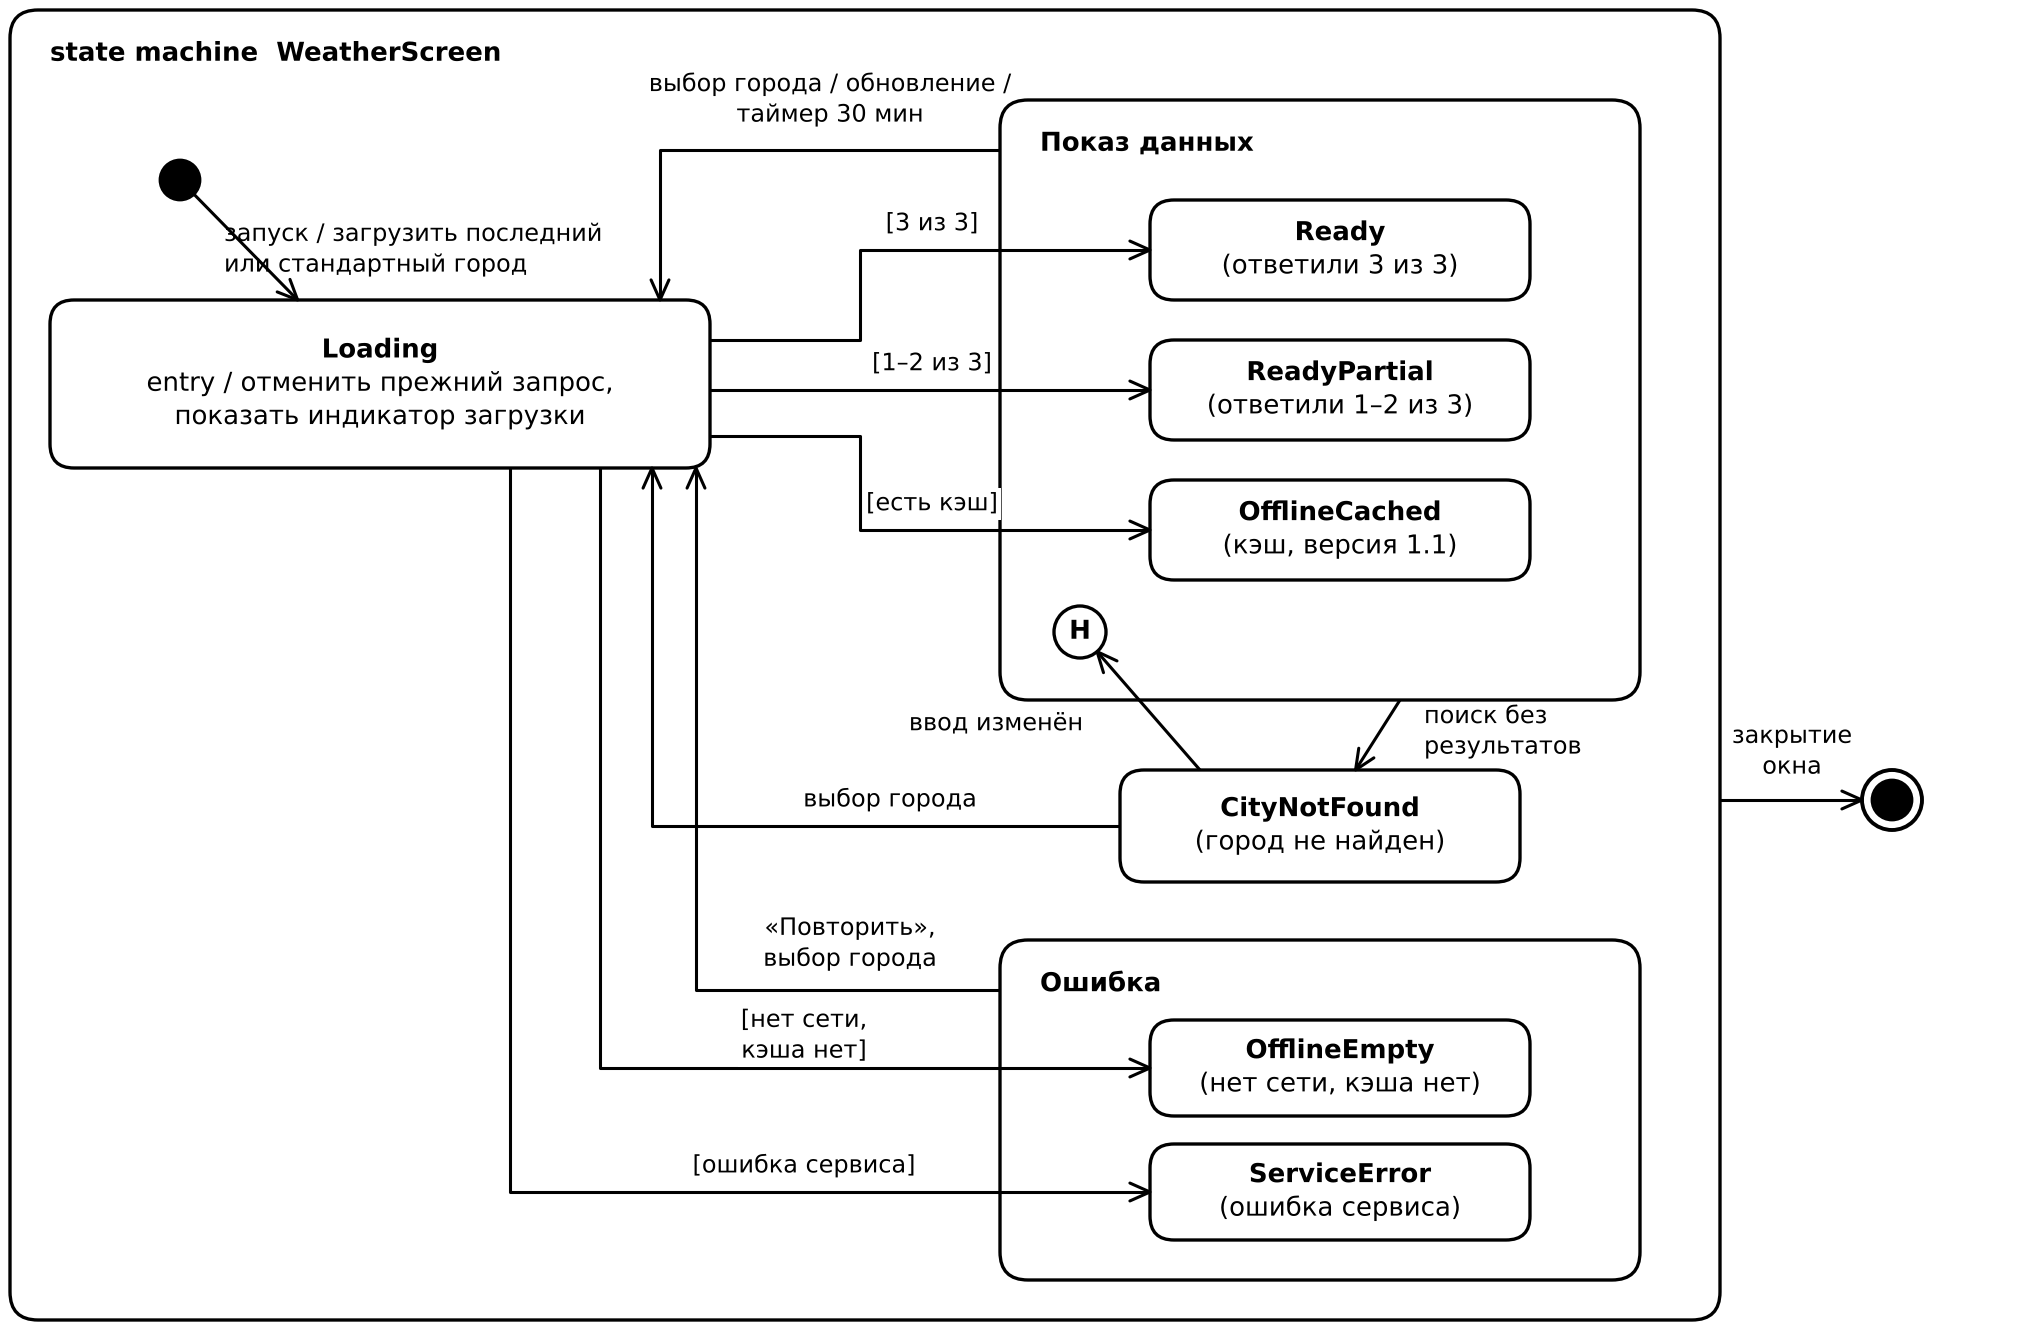 state machine  WeatherScreen
выбор города / обновление /
таймер 30 мин
Показ данных
запуск / загрузить последний
или стандартный город
[3 из 3]
Ready
(ответили 3 из 3)
Loading
entry / отменить прежний запрос,
показать индикатор загрузки
[1–2 из 3]
ReadyPartial
(ответили 1–2 из 3)
[есть кэш]
OfflineCached
(кэш, версия 1.1)
H
ввод изменён
поиск без
результатов
закрытие
окна
выбор города
CityNotFound
(город не найден)
«Повторить»,
выбор города
Ошибка
[нет сети,
кэша нет]
OfflineEmpty
(нет сети, кэша нет)
[ошибка сервиса]
ServiceError
(ошибка сервиса)